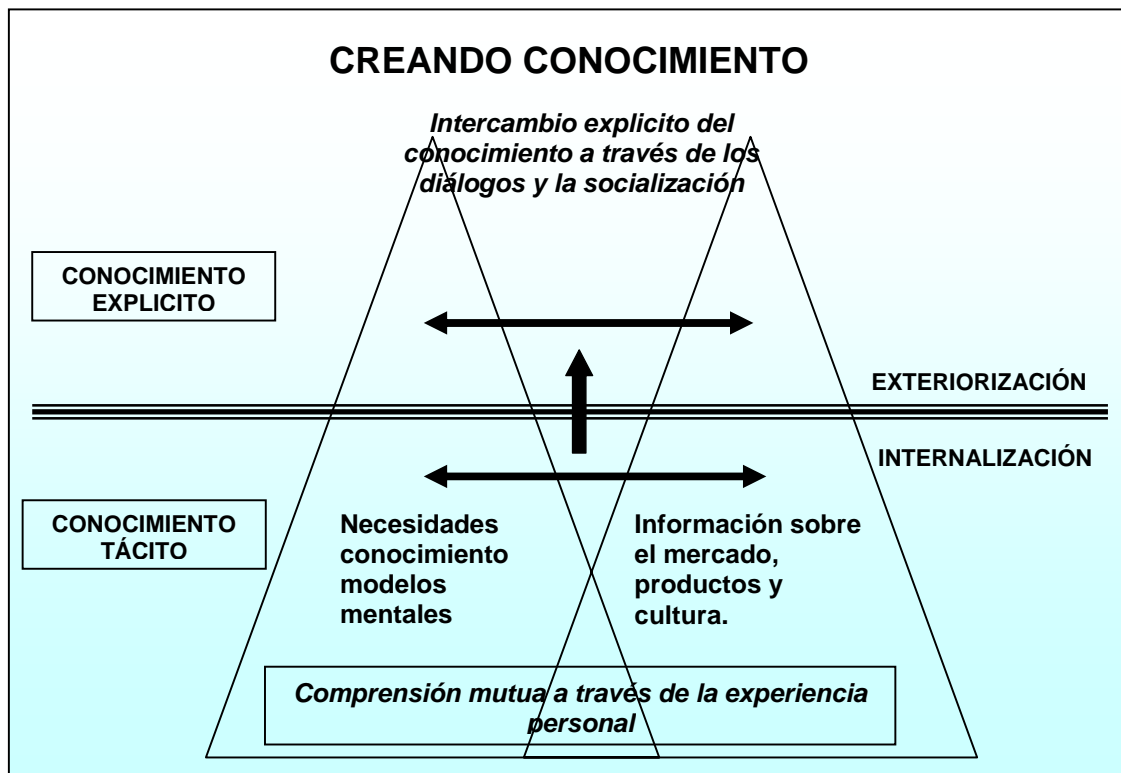 CREANDO CONOCIMIENTO
Intercambio explicito del
conocimiento a través de los
diálogos y la socialización
CONOCIMIENTO
EXPLICITO
EXTERIORIZACIÓN
INTERNALIZACIÓN
CONOCIMIENTO
TÁCITO
Necesidades
conocimiento
modelos
mentales
Información sobre
el mercado,
productos y
cultura.
Comprensión mutua a través de la experiencia
personal